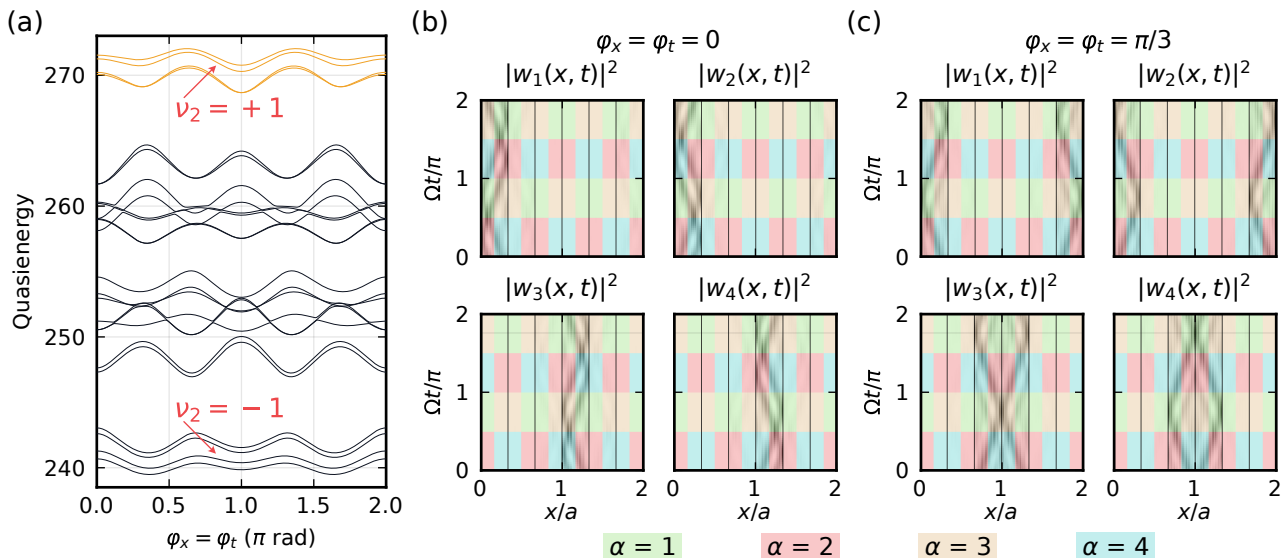 (a)
270
260
250
240
Quasienergy
ν₂ = + 1
ν₂ = − 1
0.0 0.5 1.0 1.5 2.0
φₓ = φₜ (π rad)
(b)
φₓ = φₜ = 0
|w₁(x, t)|² |w₂(x, t)|²
2
1
0
Ωt/π
|w₃(x, t)|² |w₄(x, t)|²
2
1
0
Ωt/π
0 1 2 0 1 2
x/a x/a
(c)
φₓ = φₜ = π/3
|w₁(x, t)|² |w₂(x, t)|²
2
1
0
Ωt/π
|w₃(x, t)|² |w₄(x, t)|²
2
1
0
Ωt/π
0 1 2 0 1 2
x/a x/a
α = 1 α = 2 α = 3 α = 4